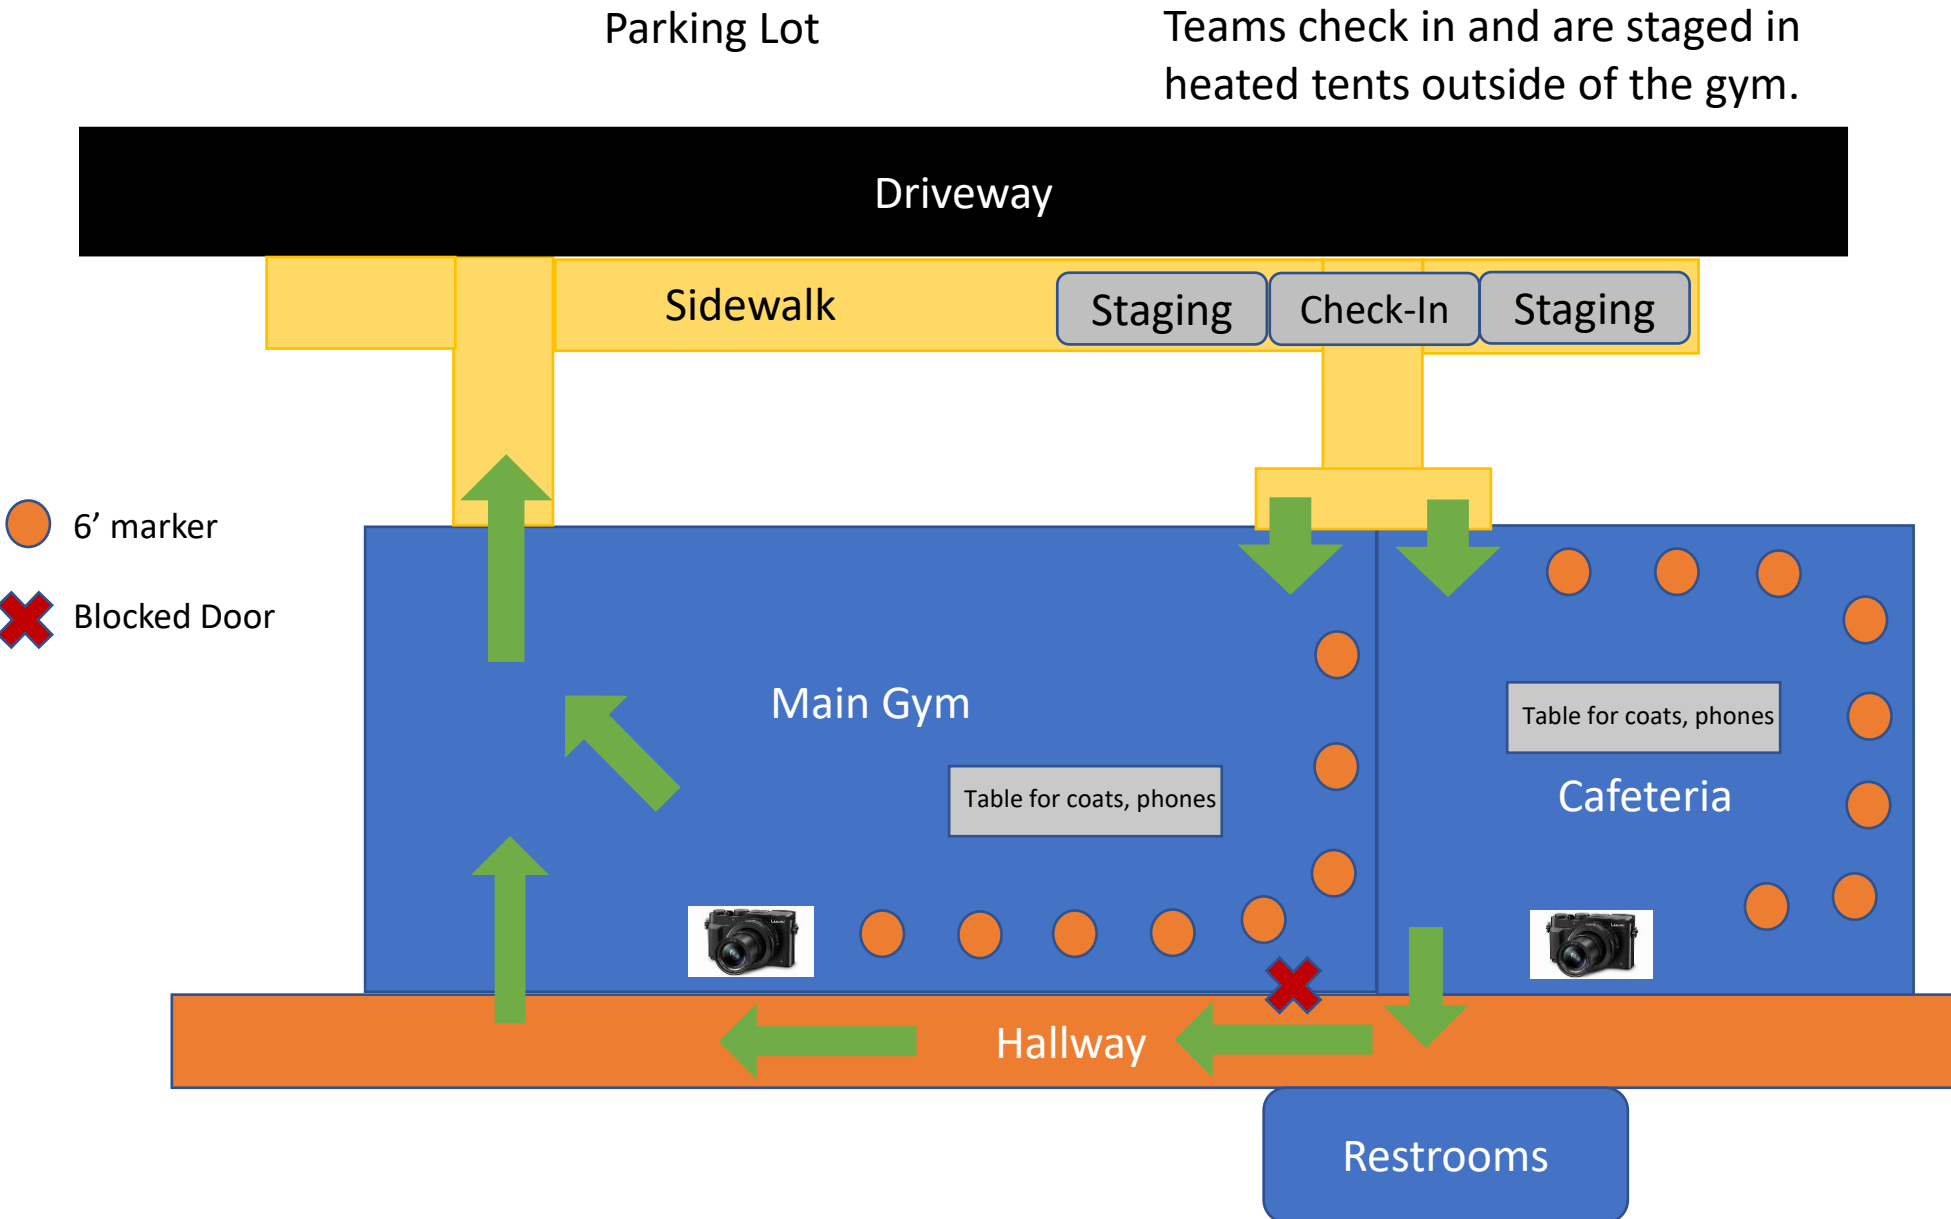 Parking Lot
Teams check in and are staged in
heated tents outside of the gym.
Driveway
Sidewalk
Staging
Check-In
Staging
6’ marker
Blocked Door
Main Gym
Table for coats, phones
Table for coats, phones
Cafeteria
Hallway
Restrooms